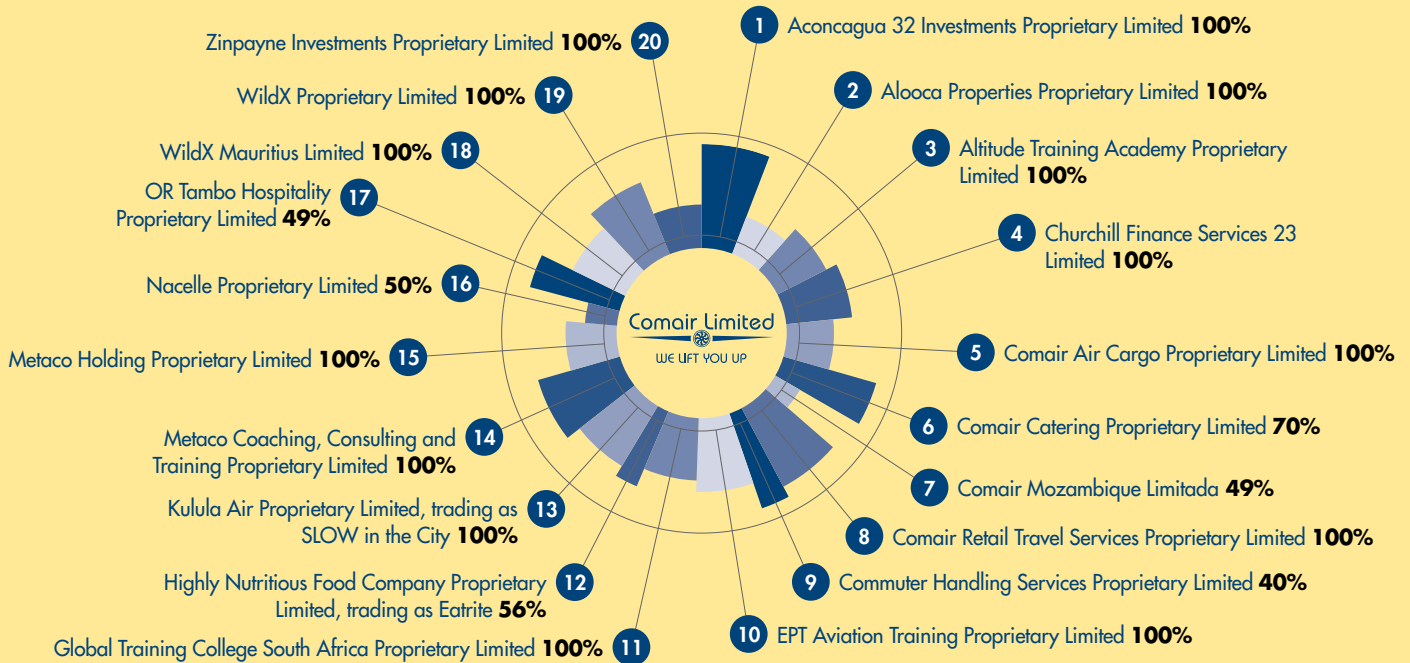 1 Aconcagua 32 Investments Proprietary Limited 100%
2 Alooca Properties Proprietary Limited 100%
3 Altitude Training Academy Proprietary
Limited 100%
4 Churchill Finance Services 23
Limited 100%
5 Comair Air Cargo Proprietary Limited 100%
6 Comair Catering Proprietary Limited 70%
7 Comair Mozambique Limitada 49%
8 Comair Retail Travel Services Proprietary Limited 100%
9 Commuter Handling Services Proprietary Limited 40%
10 EPT Aviation Training Proprietary Limited 100%
Global Training College South Africa Proprietary Limited 100% 11
Highly Nutritious Food Company Proprietary 12
Limited, trading as Eatrite 56%
Kulula Air Proprietary Limited, trading as 13
SLOW in the City 100%
Metaco Coaching, Consulting and 14
Training Proprietary Limited 100%
Metaco Holding Proprietary Limited 100% 15
Nacelle Proprietary Limited 50% 16
OR Tambo Hospitality 17
Proprietary Limited 49%
WildX Mauritius Limited 100% 18
WildX Proprietary Limited 100% 19
Zinpayne Investments Proprietary Limited 100% 20
Comair Limited
WE LIFT YOU UP